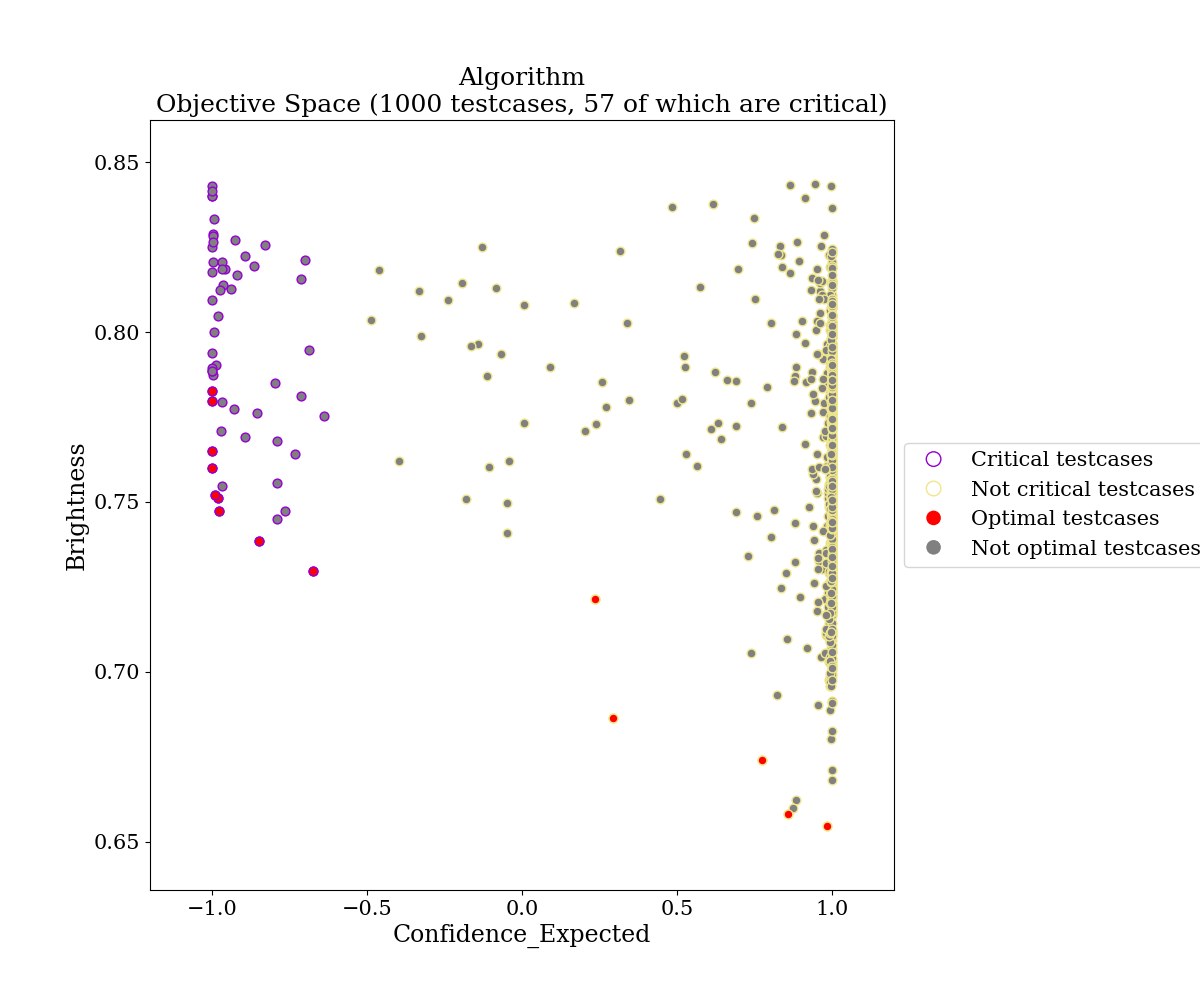 Algorithm
Objective Space (1000 testcases, 57 of which are critical)
0.85
0.80
0.75
0.70
0.65
Brightness
−1.0
−0.5
0.0
0.5
1.0
Confidence_Expected
Critical testcases
Not critical testcases
Optimal testcases
Not optimal testcases